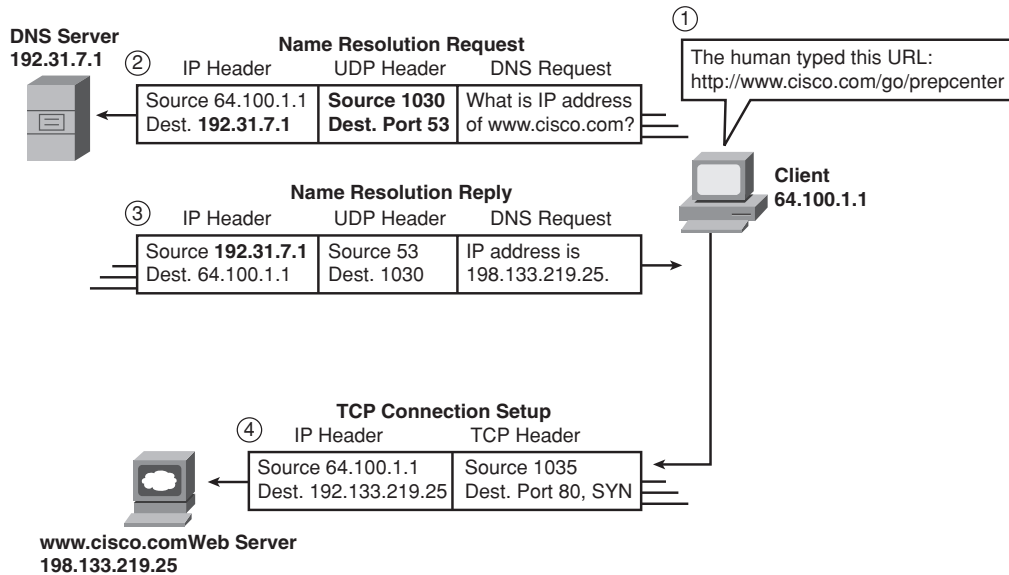 ①
The human typed this URL:
http://www.cisco.com/go/prepcenter
DNS Server
192.31.7.1
②
Name Resolution Request
IP Header UDP Header DNS Request
Source 64.100.1.1 Source 1030 What is IP address
Dest. 192.31.7.1 Dest. Port 53 of www.cisco.com?
Client
64.100.1.1
Name Resolution Reply
③
IP Header UDP Header DNS Request
Source 192.31.7.1 Source 53 IP address is
Dest. 64.100.1.1 Dest. 1030 198.133.219.25.
TCP Connection Setup
④
IP Header TCP Header
Source 64.100.1.1 Source 1035
Dest. 192.133.219.25 Dest. Port 80, SYN
www.cisco.comWeb Server
198.133.219.25